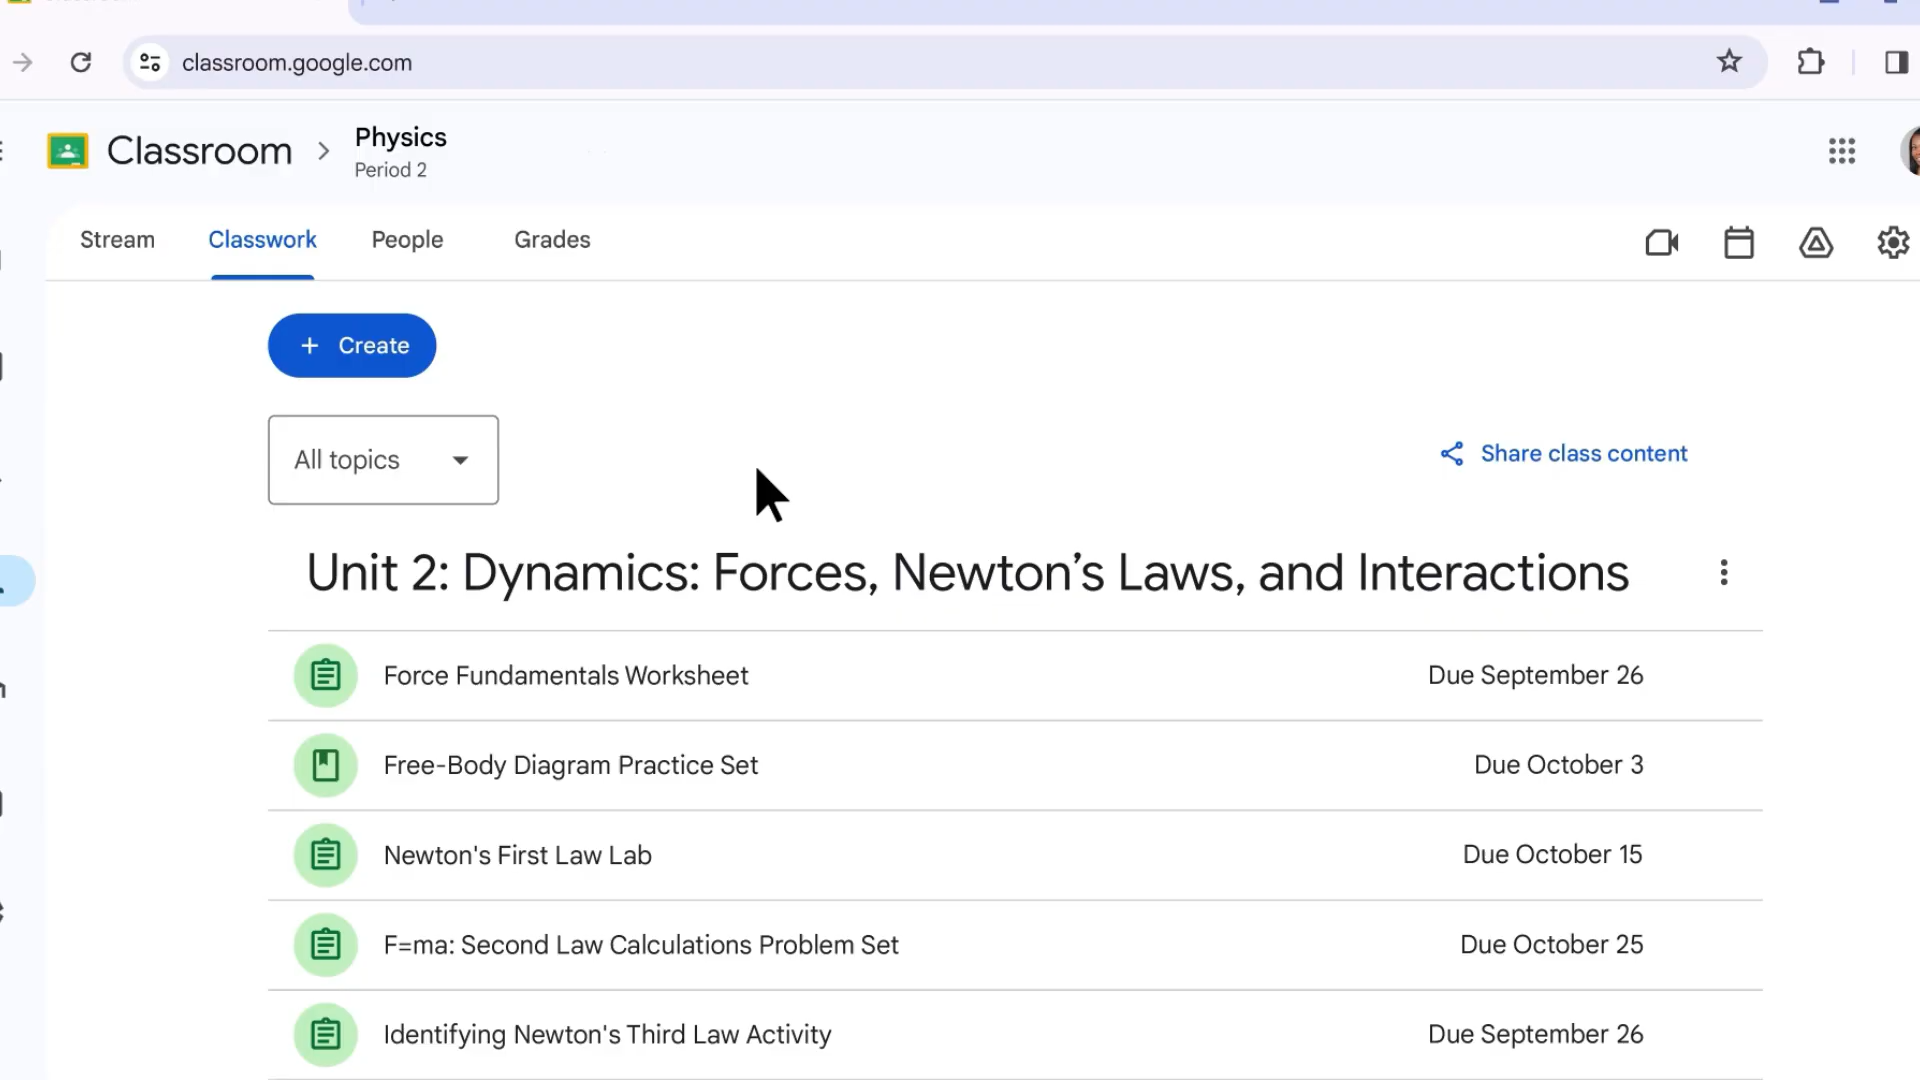 classroom.google.com
Classroom
Physics
Period 2
Stream
Classwork
People
Grades
+ Create
All topics
Share class content
Unit 2: Dynamics: Forces, Newton’s Laws, and Interactions
Force Fundamentals Worksheet
Due September 26
Free-Body Diagram Practice Set
Due October 3
Newton's First Law Lab
Due October 15
F=ma: Second Law Calculations Problem Set
Due October 25
Identifying Newton's Third Law Activity
Due September 26